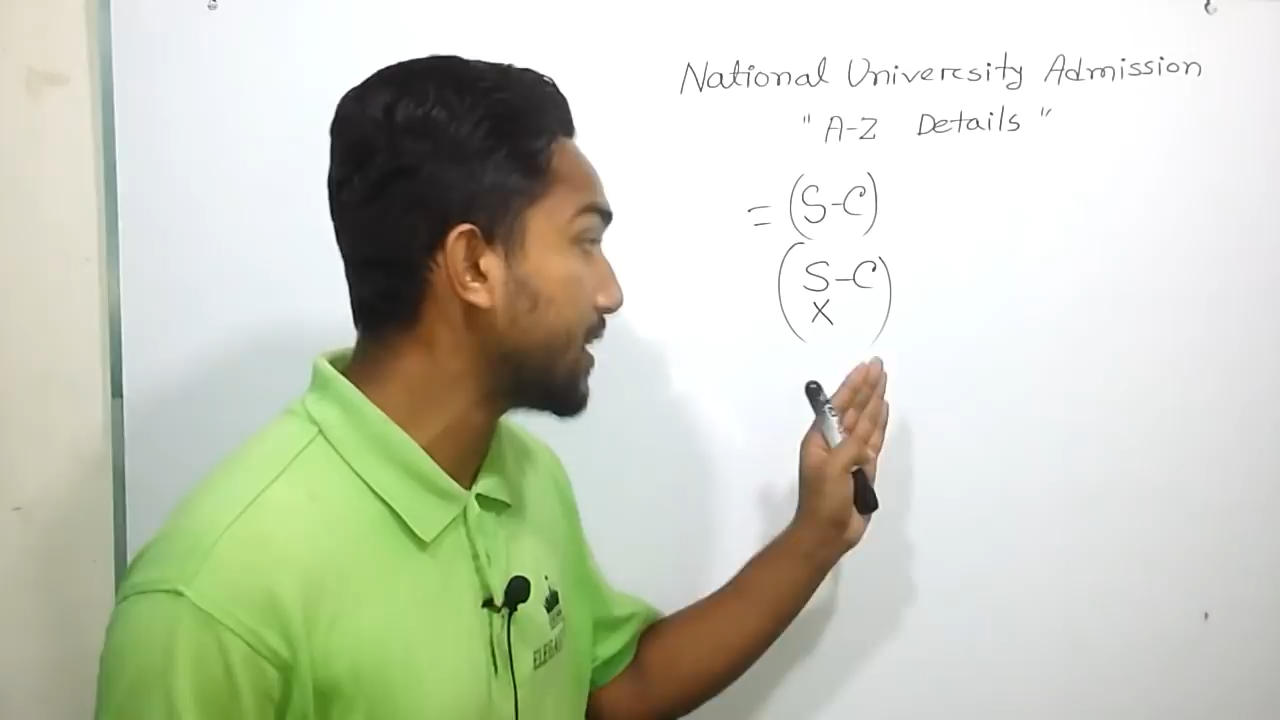 National University Admission
" A-Z Details "
= (S-C)
(S-C)
X